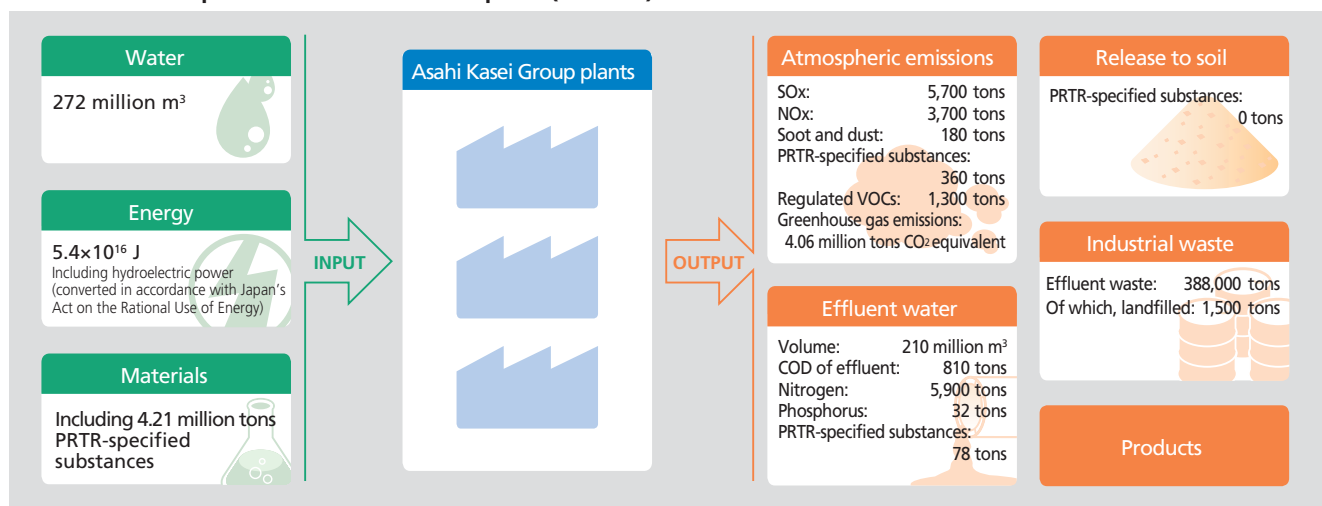 Water
272 million m³
Energy
5.4×10¹⁶ J
Including hydroelectric power
(converted in accordance with Japan's
Act on the Rational Use of Energy)
Materials
Including 4.21 million tons
PRTR-specified
substances
INPUT
Asahi Kasei Group plants
OUTPUT
Atmospheric emissions
SOx: 5,700 tons
NOx: 3,700 tons
Soot and dust: 180 tons
PRTR-specified substances:
360 tons
Regulated VOCs: 1,300 tons
Greenhouse gas emissions:
4.06 million tons CO₂ equivalent
Effluent water
Volume: 210 million m³
COD of effluent: 810 tons
Nitrogen: 5,900 tons
Phosphorus: 32 tons
PRTR-specified substances:
78 tons
Release to soil
PRTR-specified substances:
0 tons
Industrial waste
Effluent waste: 388,000 tons
Of which, landfilled: 1,500 tons
Products